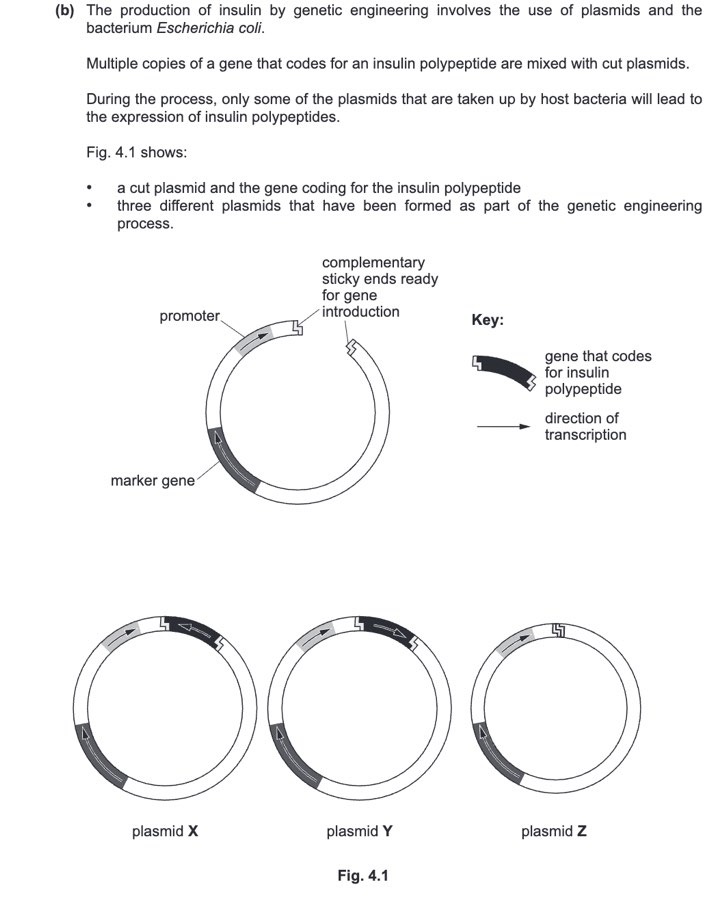 (b) The production of insulin by genetic engineering involves the use of plasmids and the
bacterium Escherichia coli.
Multiple copies of a gene that codes for an insulin polypeptide are mixed with cut plasmids.
During the process, only some of the plasmids that are taken up by host bacteria will lead to
the expression of insulin polypeptides.
Fig. 4.1 shows:
• a cut plasmid and the gene coding for the insulin polypeptide
• three different plasmids that have been formed as part of the genetic engineering
process.
complementary
sticky ends ready
for gene
introduction
promoter
Key:
gene that codes
for insulin
polypeptide
direction of
transcription
marker gene
plasmid X
plasmid Y
plasmid Z
Fig. 4.1